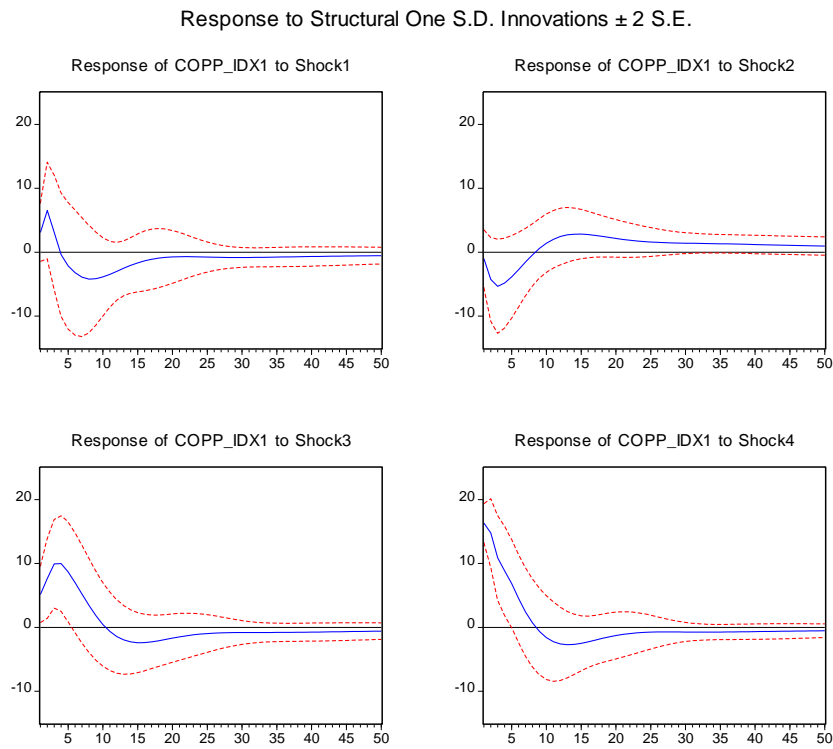 Response to Structural One S.D. Innovations ± 2 S.E.
Response of COPP_IDX1 to Shock1
20
10
0
-10
5 10 15 20 25 30 35 40 45 50
Response of COPP_IDX1 to Shock2
20
10
0
-10
5 10 15 20 25 30 35 40 45 50
Response of COPP_IDX1 to Shock3
20
10
0
-10
5 10 15 20 25 30 35 40 45 50
Response of COPP_IDX1 to Shock4
20
10
0
-10
5 10 15 20 25 30 35 40 45 50